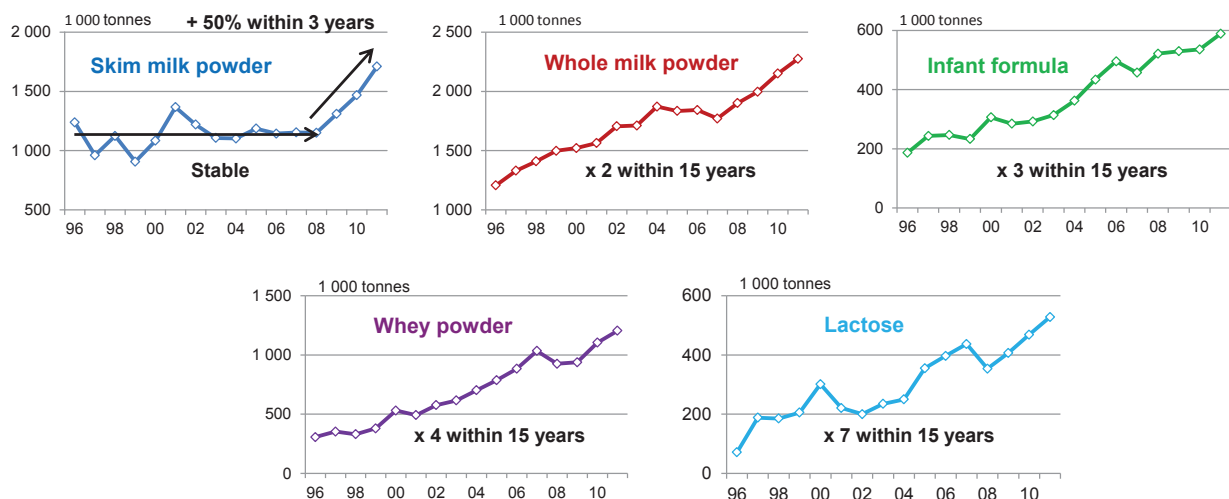 1 000 tonnes
+ 50% within 3 years
2 000
1 500
1 000
500
Skim milk powder
Stable
96 98 00 02 04 06 08 10
1 000 tonnes
2 500
2 000
1 500
1 000
Whole milk powder
x 2 within 15 years
96 98 00 02 04 06 08 10
1 000 tonnes
600
400
200
0
Infant formula
x 3 within 15 years
96 98 00 02 04 06 08 10
1 000 tonnes
1 500
1 000
500
0
Whey powder
x 4 within 15 years
96 98 00 02 04 06 08 10
1 000 tonnes
600
400
200
0
Lactose
x 7 within 15 years
96 98 00 02 04 06 08 10